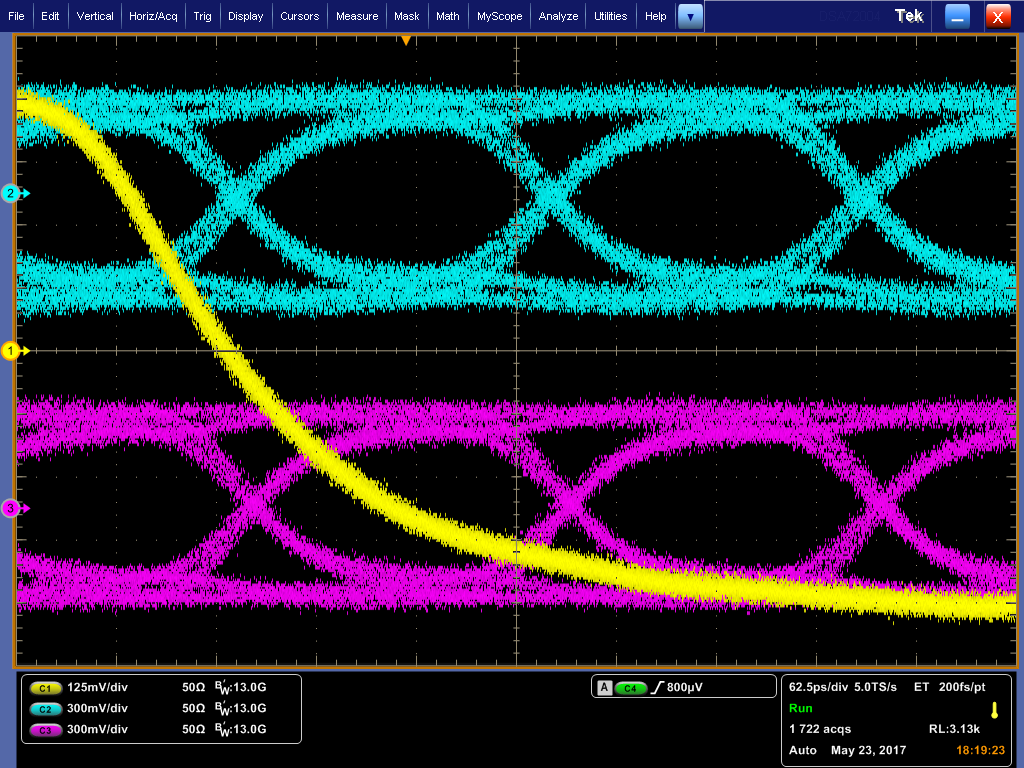 File Edit Vertical Horiz/Acq Trig Display Cursors Measure Mask Math MyScope Analyze Utilities Help Tek
2
1
3
C1 125mV/div 50Ω BW:13.0G
C2 300mV/div 50Ω BW:13.0G
C3 300mV/div 50Ω BW:13.0G
A C4 800µV
62.5ps/div 5.0TS/s ET 200fs/pt
Run
1 722 acqs RL:3.13k
Auto May 23, 2017 18:19:23